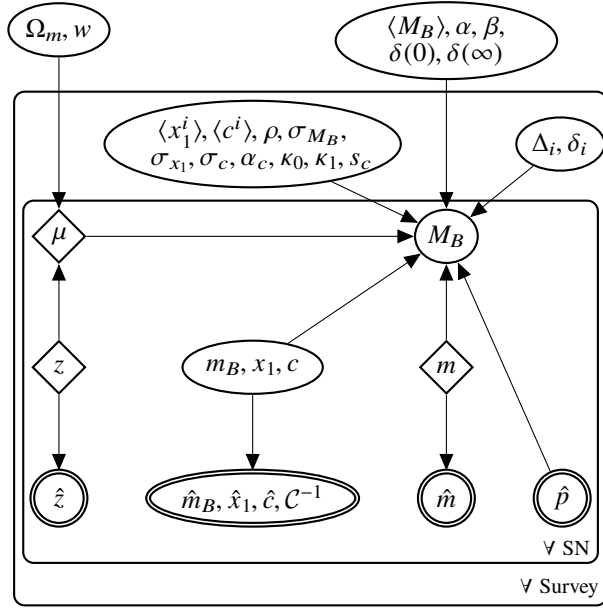 Ω_m, w
⟨M_B⟩, α, β,
δ(0), δ(∞)
⟨x_1^i⟩, ⟨c^i⟩, ρ, σ_{M_B},
σ_{x_1}, σ_c, α_c, κ_0, κ_1, s_c
Δ_i, δ_i
μ
M_B
z
m_B, x_1, c
m
ẑ
m̂_B, x̂_1, ĉ, 𝒞^{-1}
m̂
p̂
∀ SN
∀ Survey